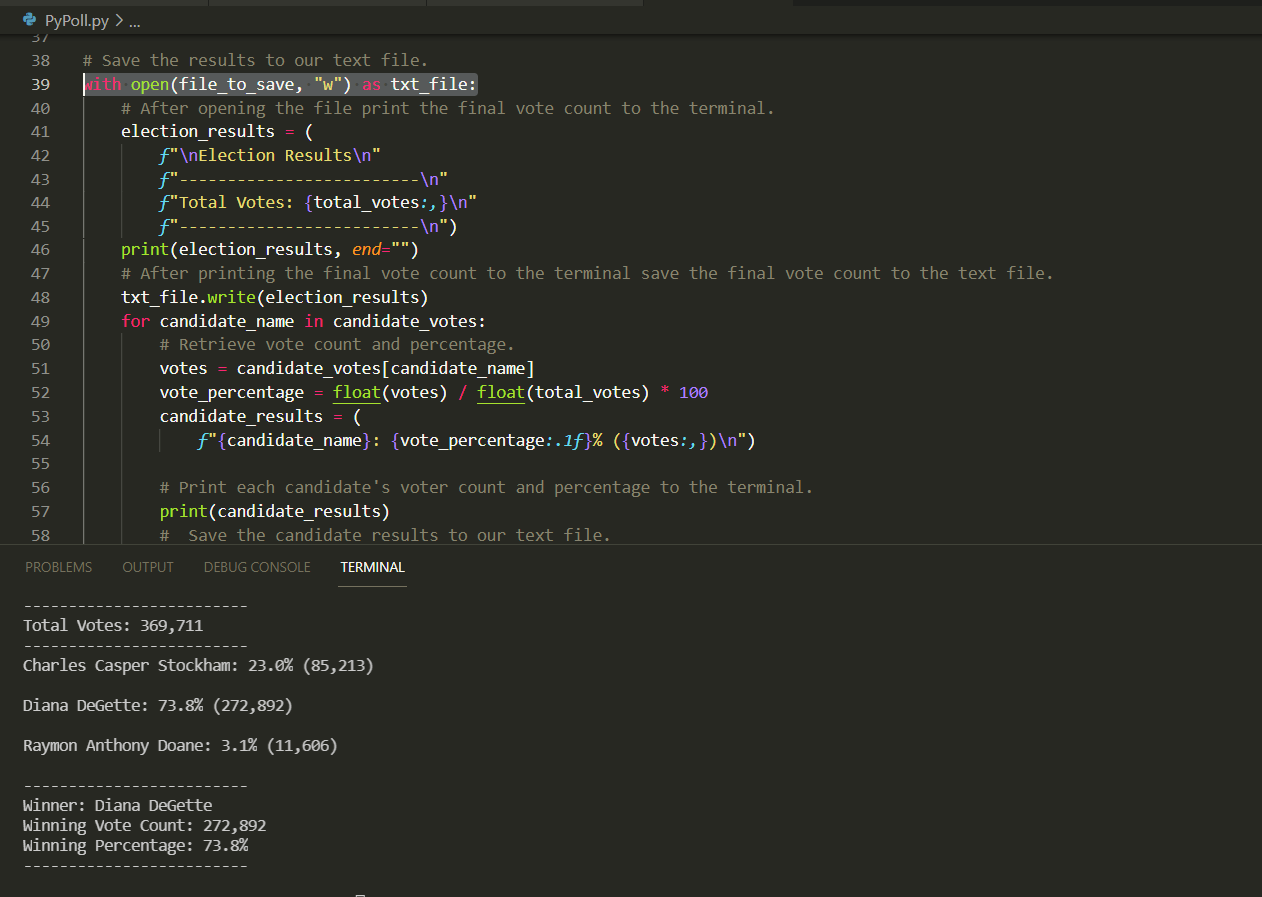 PyPoll.py > ...
37
38 # Save the results to our text file.
39 with open(file_to_save, "w") as txt_file:
40     # After opening the file print the final vote count to the terminal.
41     election_results = (
42         f"\nElection Results\n"
43         f"-------------------------\n"
44         f"Total Votes: {total_votes:,}\n"
45         f"-------------------------\n")
46     print(election_results, end="")
47     # After printing the final vote count to the terminal save the final vote count to the text file.
48     txt_file.write(election_results)
49     for candidate_name in candidate_votes:
50         # Retrieve vote count and percentage.
51         votes = candidate_votes[candidate_name]
52         vote_percentage = float(votes) / float(total_votes) * 100
53         candidate_results = (
54             f"{candidate_name}: {vote_percentage:.1f}% ({votes:,})\n")
55
56         # Print each candidate's voter count and percentage to the terminal.
57         print(candidate_results)
58         #  Save the candidate results to our text file.
PROBLEMS OUTPUT DEBUG CONSOLE TERMINAL
-------------------------
Total Votes: 369,711
-------------------------
Charles Casper Stockham: 23.0% (85,213)
Diana DeGette: 73.8% (272,892)
Raymon Anthony Doane: 3.1% (11,606)
-------------------------
Winner: Diana DeGette
Winning Vote Count: 272,892
Winning Percentage: 73.8%
-------------------------